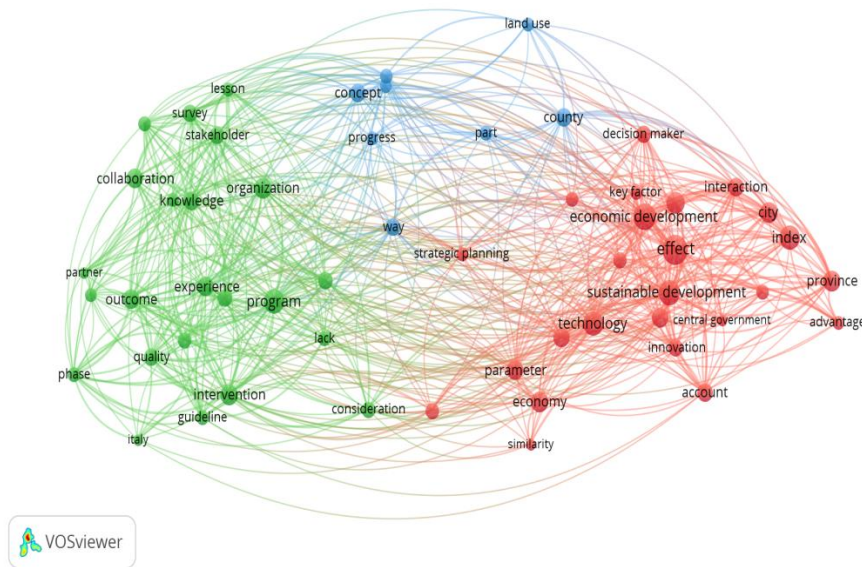 land use
lesson
concept
survey
county
stakeholder
progress
part
decision maker
collaboration
organization
key factor
interaction
knowledge
economic development
city
way
index
effect
strategic planning
partner
experience
province
outcome
program
sustainable development
technology
central government
advantage
lack
innovation
quality
phase
parameter
intervention
account
economy
consideration
guideline
italy
similarity
VOSviewer